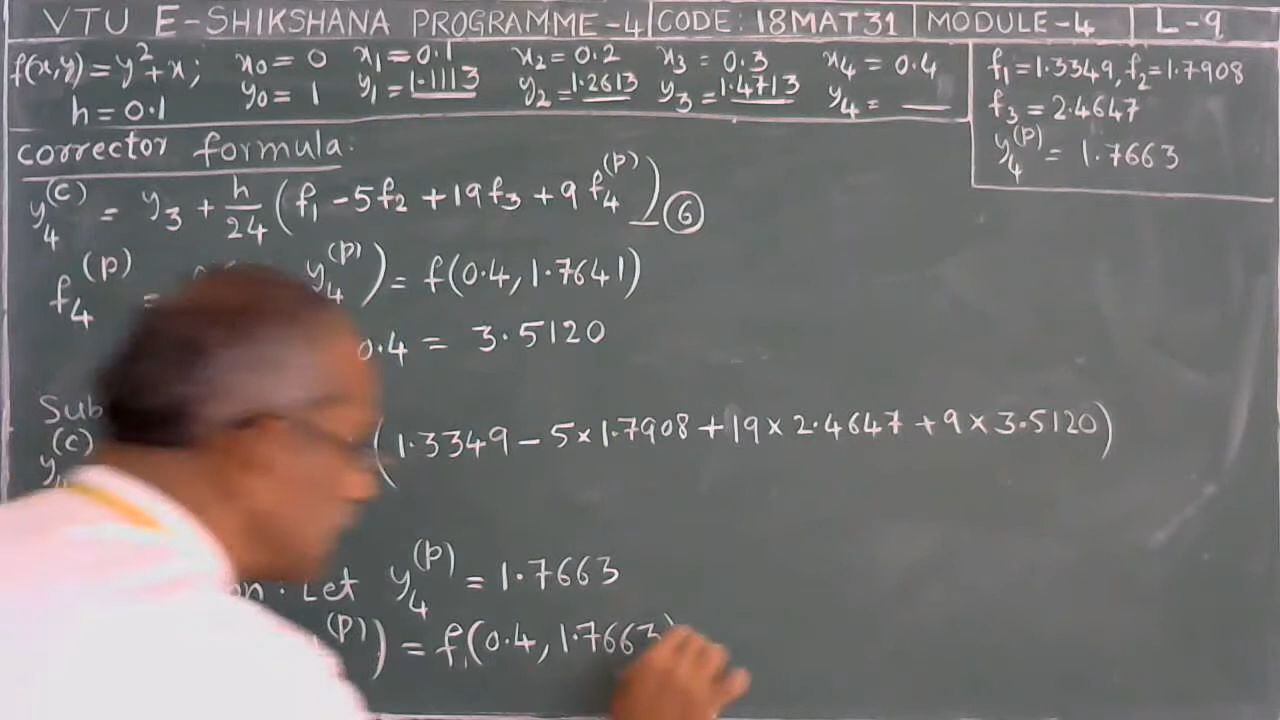 VTU E-SHIKSHANA PROGRAMME-4 | CODE: 18MAT31 | MODULE-4 | L-9
f(x,y) = y²+x; x₀ = 0 x₁ = 0.1 x₂ = 0.2 x₃ = 0.3 x₄ = 0.4
h = 0.1 y₀ = 1 y₁ = 1.1113 y₂ = 1.2613 y₃ = 1.4713 y₄ = __
f₁ = 1.3349, f₂ = 1.7908
f₃ = 2.4647
y₄^(p) = 1.7663
corrector formula:
y₄^(c) = y₃ + h/24 (f₁ - 5f₂ + 19f₃ + 9f₄^(p)) — ⑥
f₄^(p) = y₄^(p)) = f(0.4, 1.7641)
0.4 = 3.5120
Sub
y^(c) (1.3349 - 5×1.7908 + 19×2.4647 + 9×3.5120)
on. Let y₄^(p) = 1.7663
^(p)) = f(0.4, 1.7663)